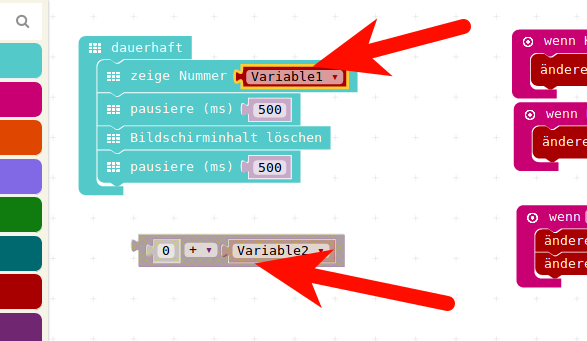 dauerhaft
zeige Nummer Variable1
pausiere (ms) 500
Bildschirminhalt löschen
pausiere (ms) 500
0 + Variable2
wenn
ändere
wenn
ändere
wenn
ändere
ändere